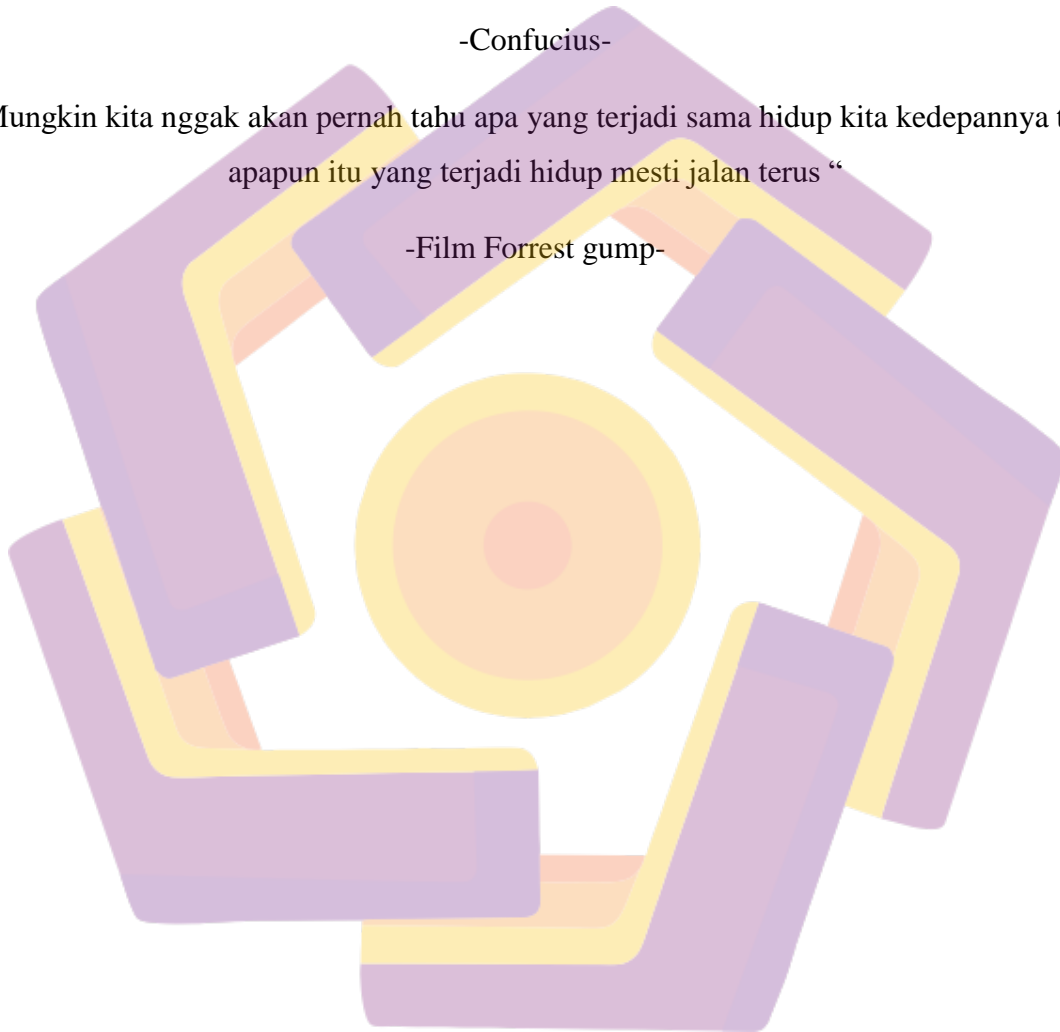 -Confucius-
Mungkin kita nggak akan pernah tahu apa yang terjadi sama hidup kita kedepannya
apapun itu yang terjadi hidup mesti jalan terus “
-Film Forrest gump-